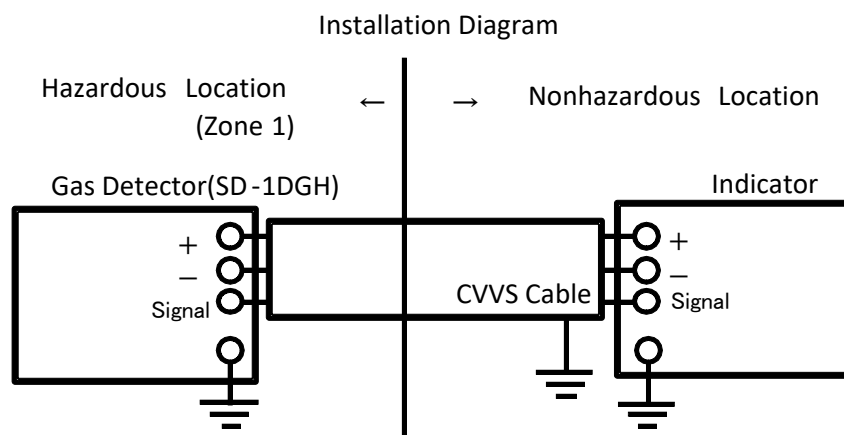 Installation Diagram
Hazardous Location
(Zone 1)
← →
Nonhazardous Location
Gas Detector(SD-1DGH)
Indicator
+
−
Signal
CVVS Cable
+
−
Signal